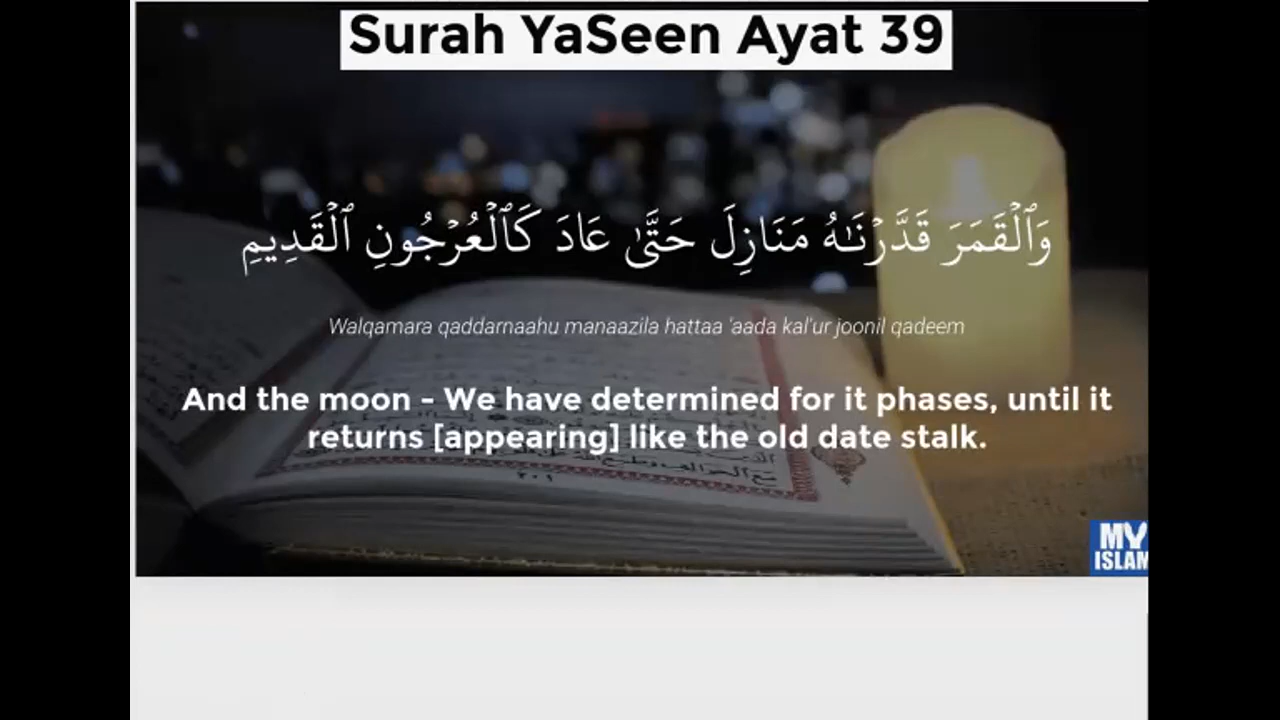 Surah YaSeen Ayat 39
وَٱلْقَمَرَ قَدَّرْنَـٰهُ مَنَازِلَ حَتَّىٰ عَادَ كَٱلْعُرْجُونِ ٱلْقَدِيمِ
Walqamara qaddarnaahu manaazila hattaa 'aada kal'ur joonil qadeem
And the moon - We have determined for it phases, until it
returns [appearing] like the old date stalk.
MY
ISLAM